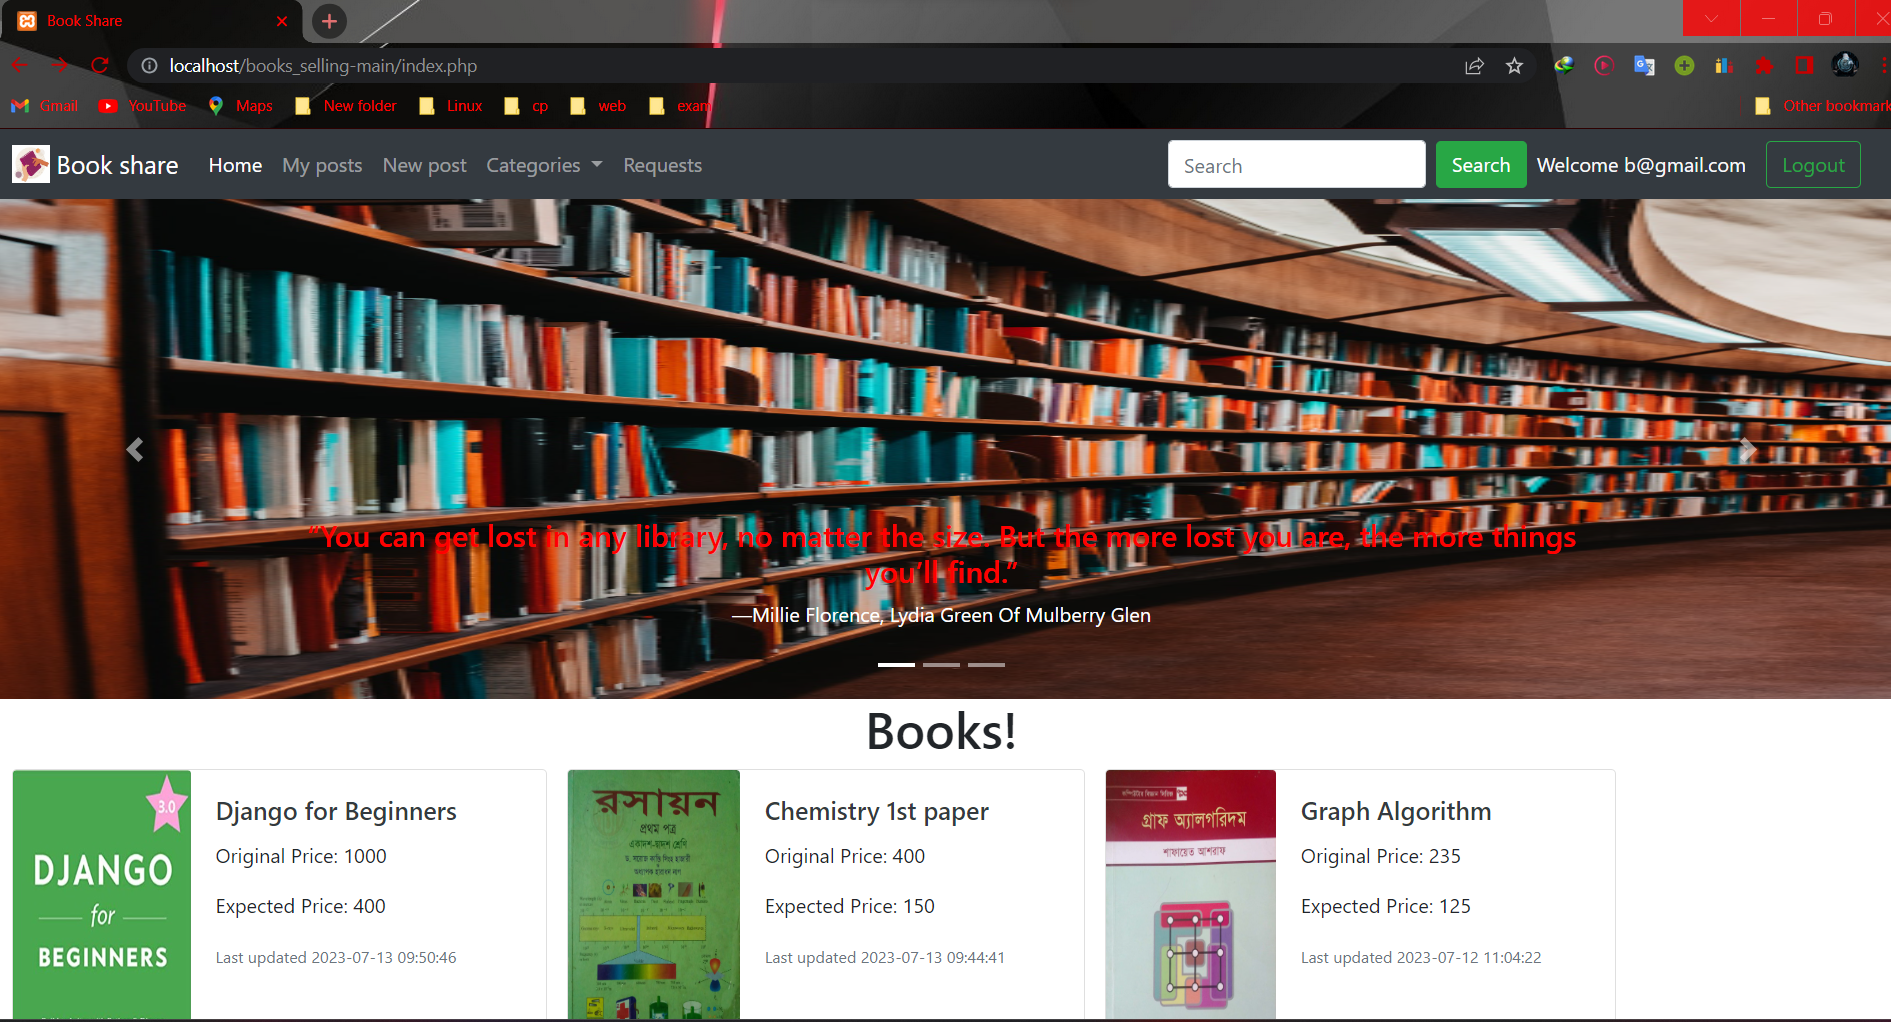 Book Share
localhost/books_selling-main/index.php
Gmail YouTube Maps New folder Linux cp web exam Other bookmark
Book share Home My posts New post Categories Requests Search Search Welcome b@gmail.com Logout
“You can get lost in any library, no matter the size. But the more lost you are, the more things
you’ll find.”
—Millie Florence, Lydia Green Of Mulberry Glen
Books!
3.0
DJANGO
for
BEGINNERS
Django for Beginners
Original Price: 1000
Expected Price: 400
Last updated 2023-07-13 09:50:46
রসায়ন
প্রথম পত্র
একাদশ-দ্বাদশ শ্রেণি
Chemistry 1st paper
Original Price: 400
Expected Price: 150
Last updated 2023-07-13 09:44:41
গ্রাফ অ্যালগরিদম
শাফায়েত আশরাফ
Graph Algorithm
Original Price: 235
Expected Price: 125
Last updated 2023-07-12 11:04:22